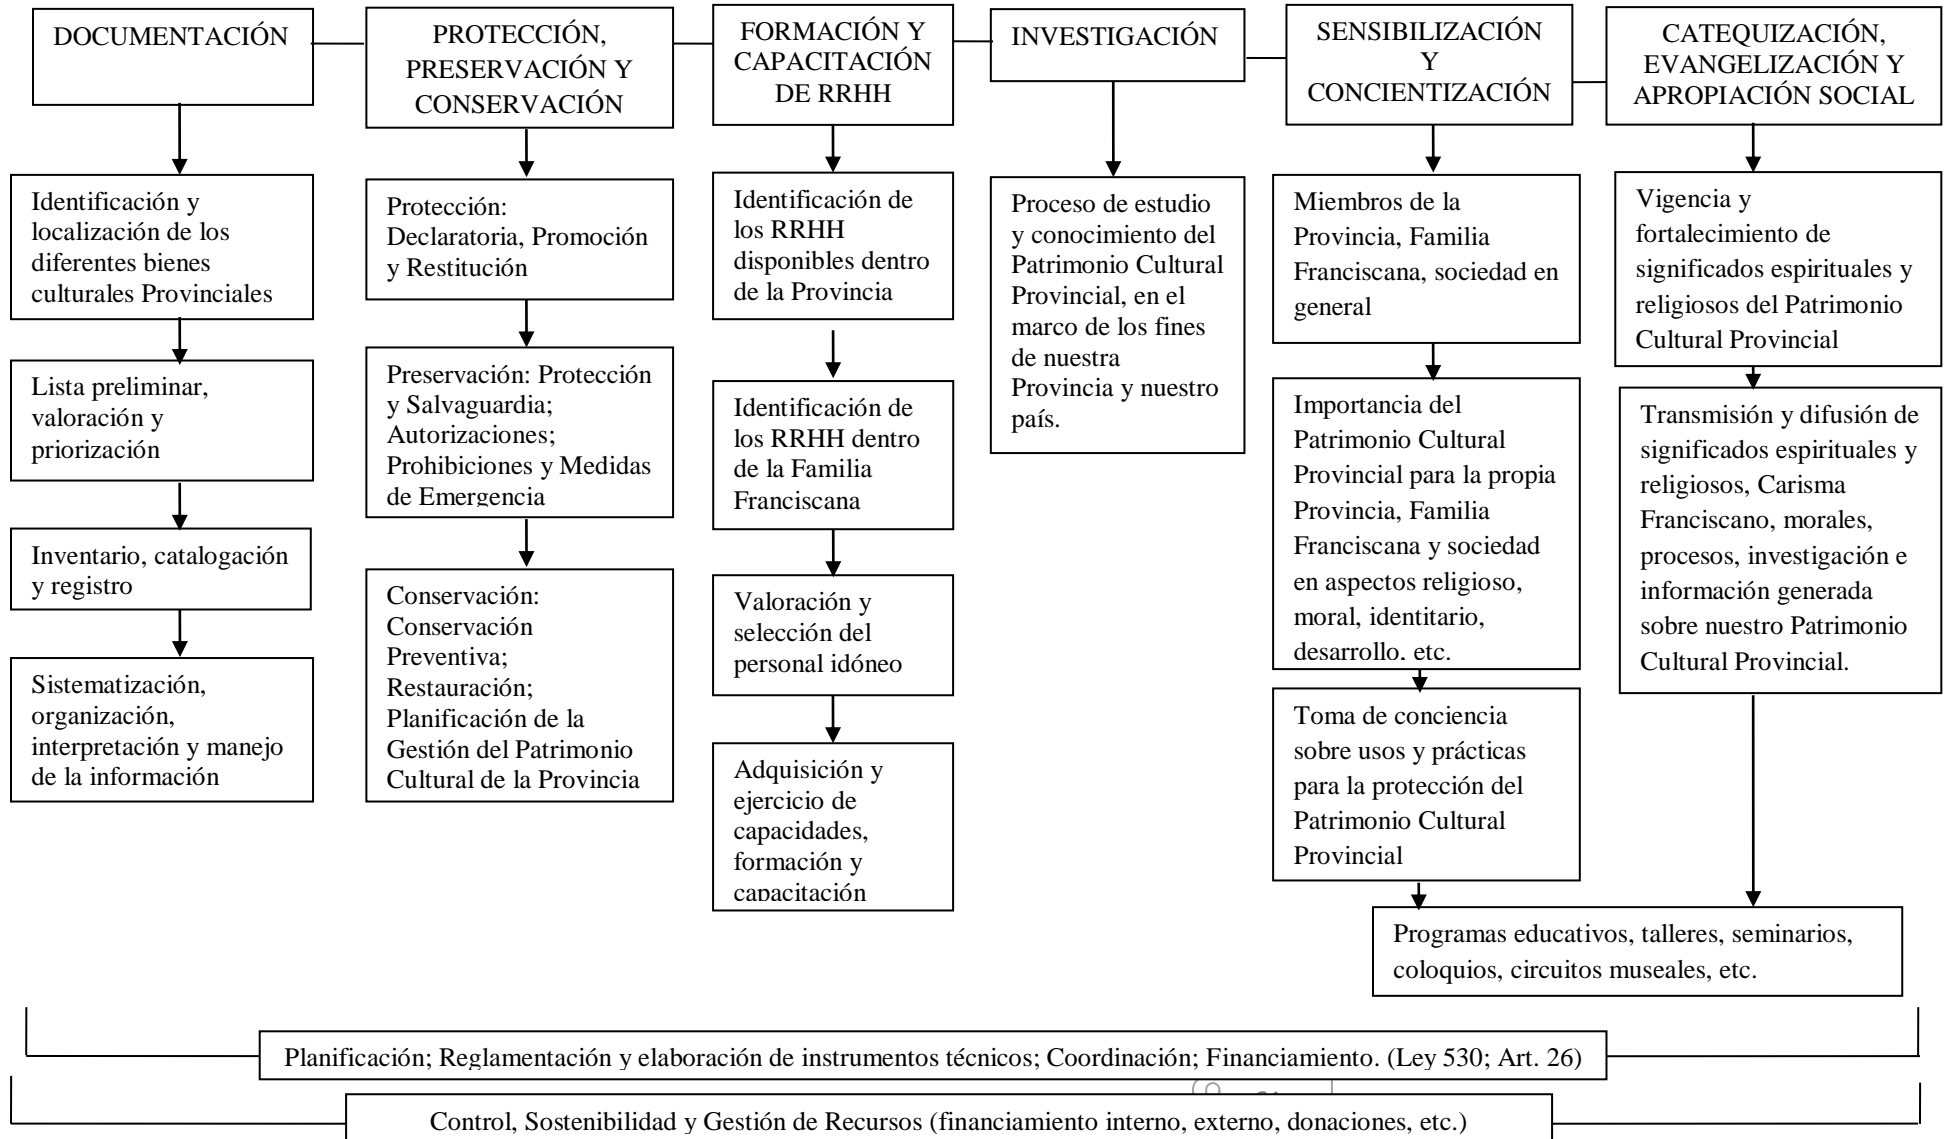 DOCUMENTACIÓN
PROTECCIÓN,
PRESERVACIÓN Y
CONSERVACIÓN
FORMACIÓN Y
CAPACITACIÓN
DE RRHH
INVESTIGACIÓN
SENSIBILIZACIÓN
Y
CONCIENTIZACIÓN
CATEQUIZACIÓN,
EVANGELIZACIÓN Y
APROPIACIÓN SOCIAL
Identificación y
localización de los
diferentes bienes
culturales Provinciales
Lista preliminar,
valoración y
priorización
Inventario, catalogación
y registro
Sistematización,
organización,
interpretación y manejo
de la información
Protección:
Declaratoria, Promoción
y Restitución
Preservación: Protección
y Salvaguardia;
Autorizaciones;
Prohibiciones y Medidas
de Emergencia
Conservación:
Conservación
Preventiva;
Restauración;
Planificación de la
Gestión del Patrimonio
Cultural de la Provincia
Identificación de
los RRHH
disponibles dentro
de la Provincia
Identificación de
los RRHH dentro
de la Familia
Franciscana
Valoración y
selección del
personal idóneo
Adquisición y
ejercicio de
capacidades,
formación y
capacitación
Proceso de estudio
y conocimiento del
Patrimonio Cultural
Provincial, en el
marco de los fines
de nuestra
Provincia y nuestro
país.
Miembros de la
Provincia, Familia
Franciscana, sociedad en
general
Importancia del
Patrimonio Cultural
Provincial para la propia
Provincia, Familia
Franciscana y sociedad
en aspectos religioso,
moral, identitario,
desarrollo, etc.
Toma de conciencia
sobre usos y prácticas
para la protección del
Patrimonio Cultural
Provincial
Vigencia y
fortalecimiento de
significados espirituales y
religiosos del Patrimonio
Cultural Provincial
Transmisión y difusión de
significados espirituales y
religiosos, Carisma
Franciscano, morales,
procesos, investigación e
información generada
sobre nuestro Patrimonio
Cultural Provincial.
Programas educativos, talleres, seminarios,
coloquios, circuitos museales, etc.
Planificación; Reglamentación y elaboración de instrumentos técnicos; Coordinación; Financiamiento. (Ley 530; Art. 26)
Control, Sostenibilidad y Gestión de Recursos (financiamiento interno, externo, donaciones, etc.)